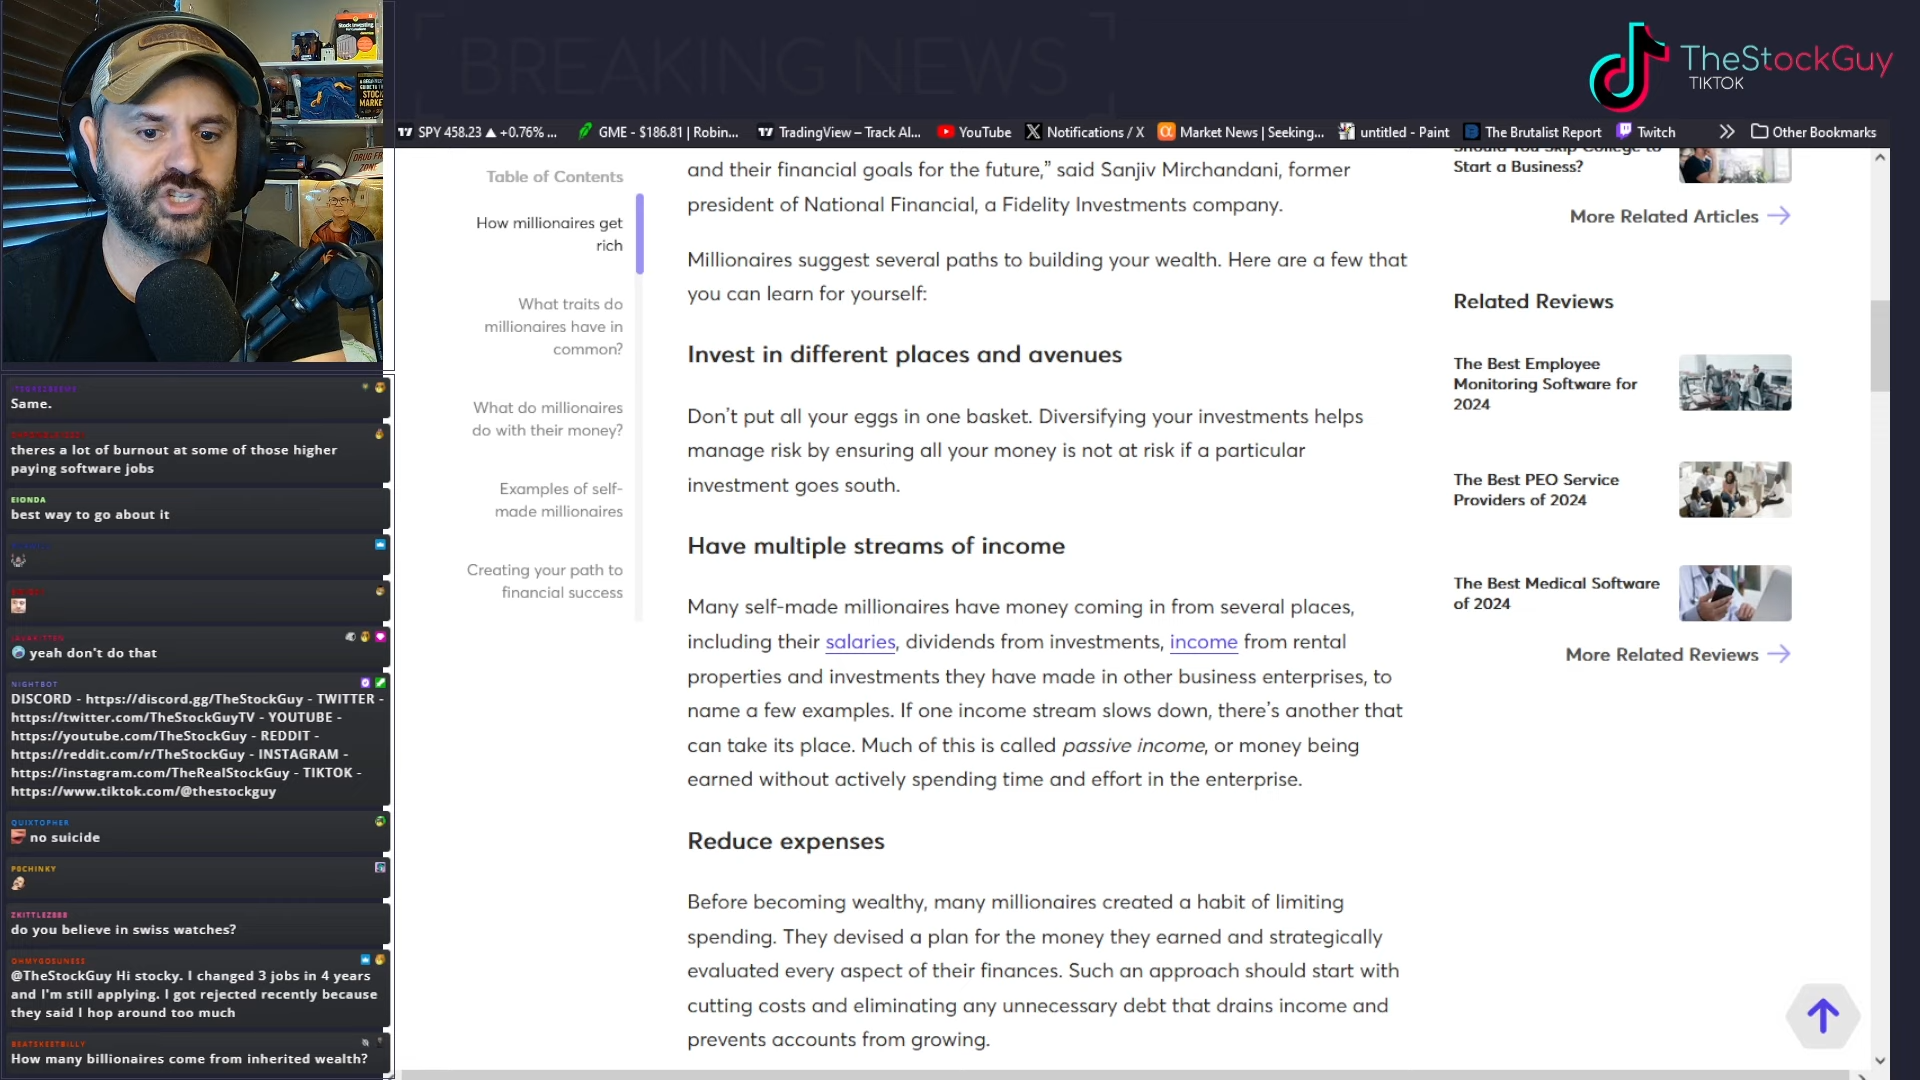 BREAKING NEWS
TheStockGuy
TIKTOK
SPY 458.23 ▲ +0.76% ...
GME - $186.81 | Robin...
TradingView – Track Al...
YouTube
Notifications / X
Market News | Seeking...
untitled - Paint
The Brutalist Report
Twitch
Other Bookmarks
Table of Contents
How millionaires get
rich
What traits do
millionaires have in
common?
What do millionaires
do with their money?
Examples of self-
made millionaires
Creating your path to
financial success
and their financial goals for the future,” said Sanjiv Mirchandani, former
president of National Financial, a Fidelity Investments company.
Millionaires suggest several paths to building your wealth. Here are a few that
you can learn for yourself:
Invest in different places and avenues
Don’t put all your eggs in one basket. Diversifying your investments helps
manage risk by ensuring all your money is not at risk if a particular
investment goes south.
Have multiple streams of income
Many self-made millionaires have money coming in from several places,
including their salaries, dividends from investments, income from rental
properties and investments they have made in other business enterprises, to
name a few examples. If one income stream slows down, there’s another that
can take its place. Much of this is called passive income, or money being
earned without actively spending time and effort in the enterprise.
Reduce expenses
Before becoming wealthy, many millionaires created a habit of limiting
spending. They devised a plan for the money they earned and strategically
evaluated every aspect of their finances. Such an approach should start with
cutting costs and eliminating any unnecessary debt that drains income and
prevents accounts from growing.
Should You Skip College to
Start a Business?
More Related Articles
Related Reviews
The Best Employee
Monitoring Software for
2024
The Best PEO Service
Providers of 2024
The Best Medical Software
of 2024
More Related Reviews
Same.
theres a lot of burnout at some of those higher
paying software jobs
EIONDA
best way to go about it
JAVAKITTEN
yeah don't do that
NIGHTBOT
DISCORD - https://discord.gg/TheStockGuy - TWITTER -
https://twitter.com/TheStockGuyTV - YOUTUBE -
https://youtube.com/TheStockGuy - REDDIT -
https://reddit.com/r/TheStockGuy - INSTAGRAM -
https://instagram.com/TheRealStockGuy - TIKTOK -
https://www.tiktok.com/@thestockguy
QUIXTOPHER
no suicide
POCHINKY
ZKITTLEZ888
do you believe in swiss watches?
OHMYGOSUNEEE
@TheStockGuy Hi stocky. I changed 3 jobs in 4 years
and I'm still applying. I got rejected recently because
they said I hop around too much
BEATSKEETBILLY
How many billionaires come from inherited wealth?